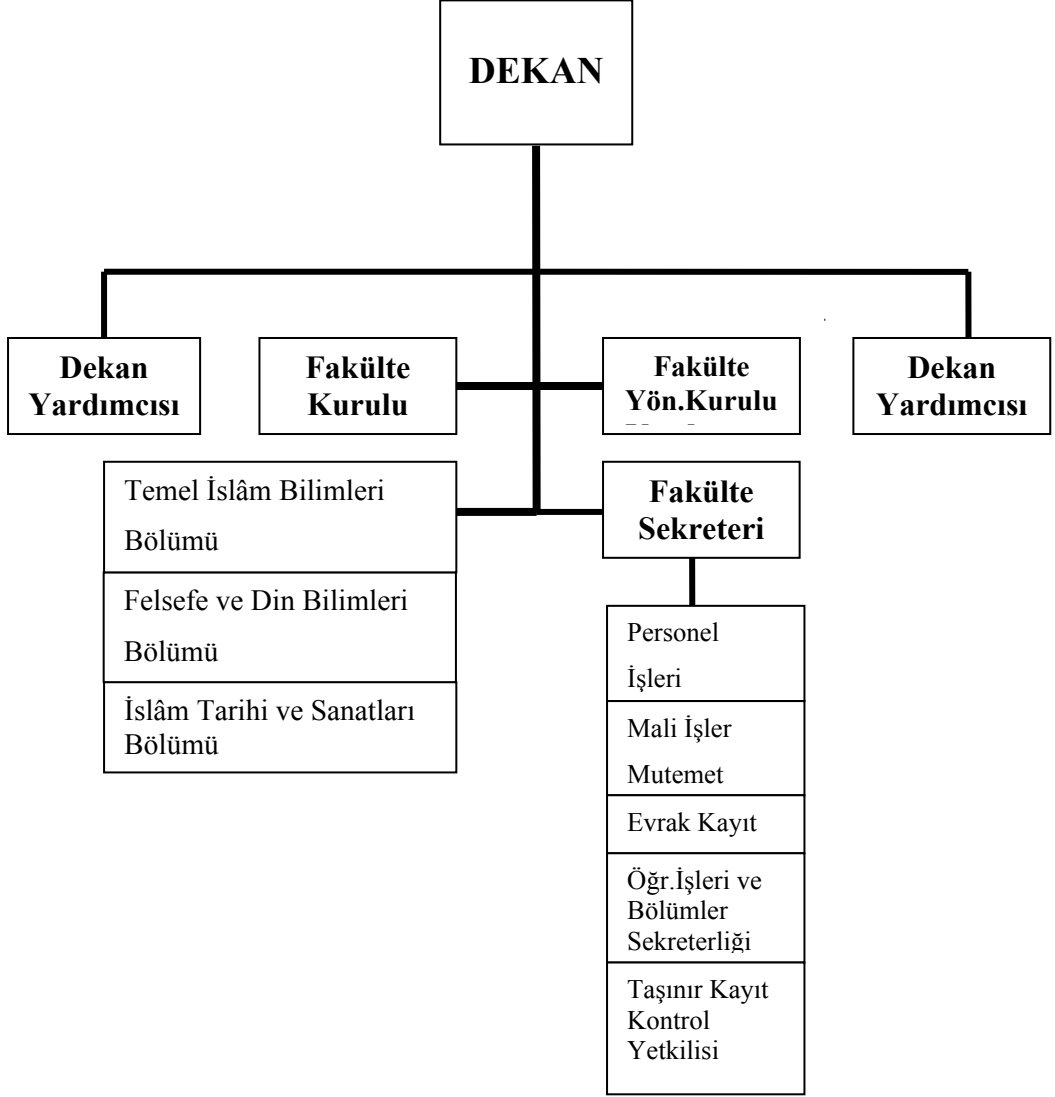 DEKAN
Dekan
Yardımcısı
Fakülte
Kurulu
Fakülte
Yön.Kurulu
Dekan
Yardımcısı
Temel İslâm Bilimleri
Bölümü
Felsefe ve Din Bilimleri
Bölümü
İslâm Tarihi ve Sanatları
Bölümü
Fakülte
Sekreteri
Personel
İşleri
Mali İşler
Mutemet
Evrak Kayıt
Öğr.İşleri ve
Bölümler
Sekreterliği
Taşınır Kayıt
Kontrol
Yetkilisi